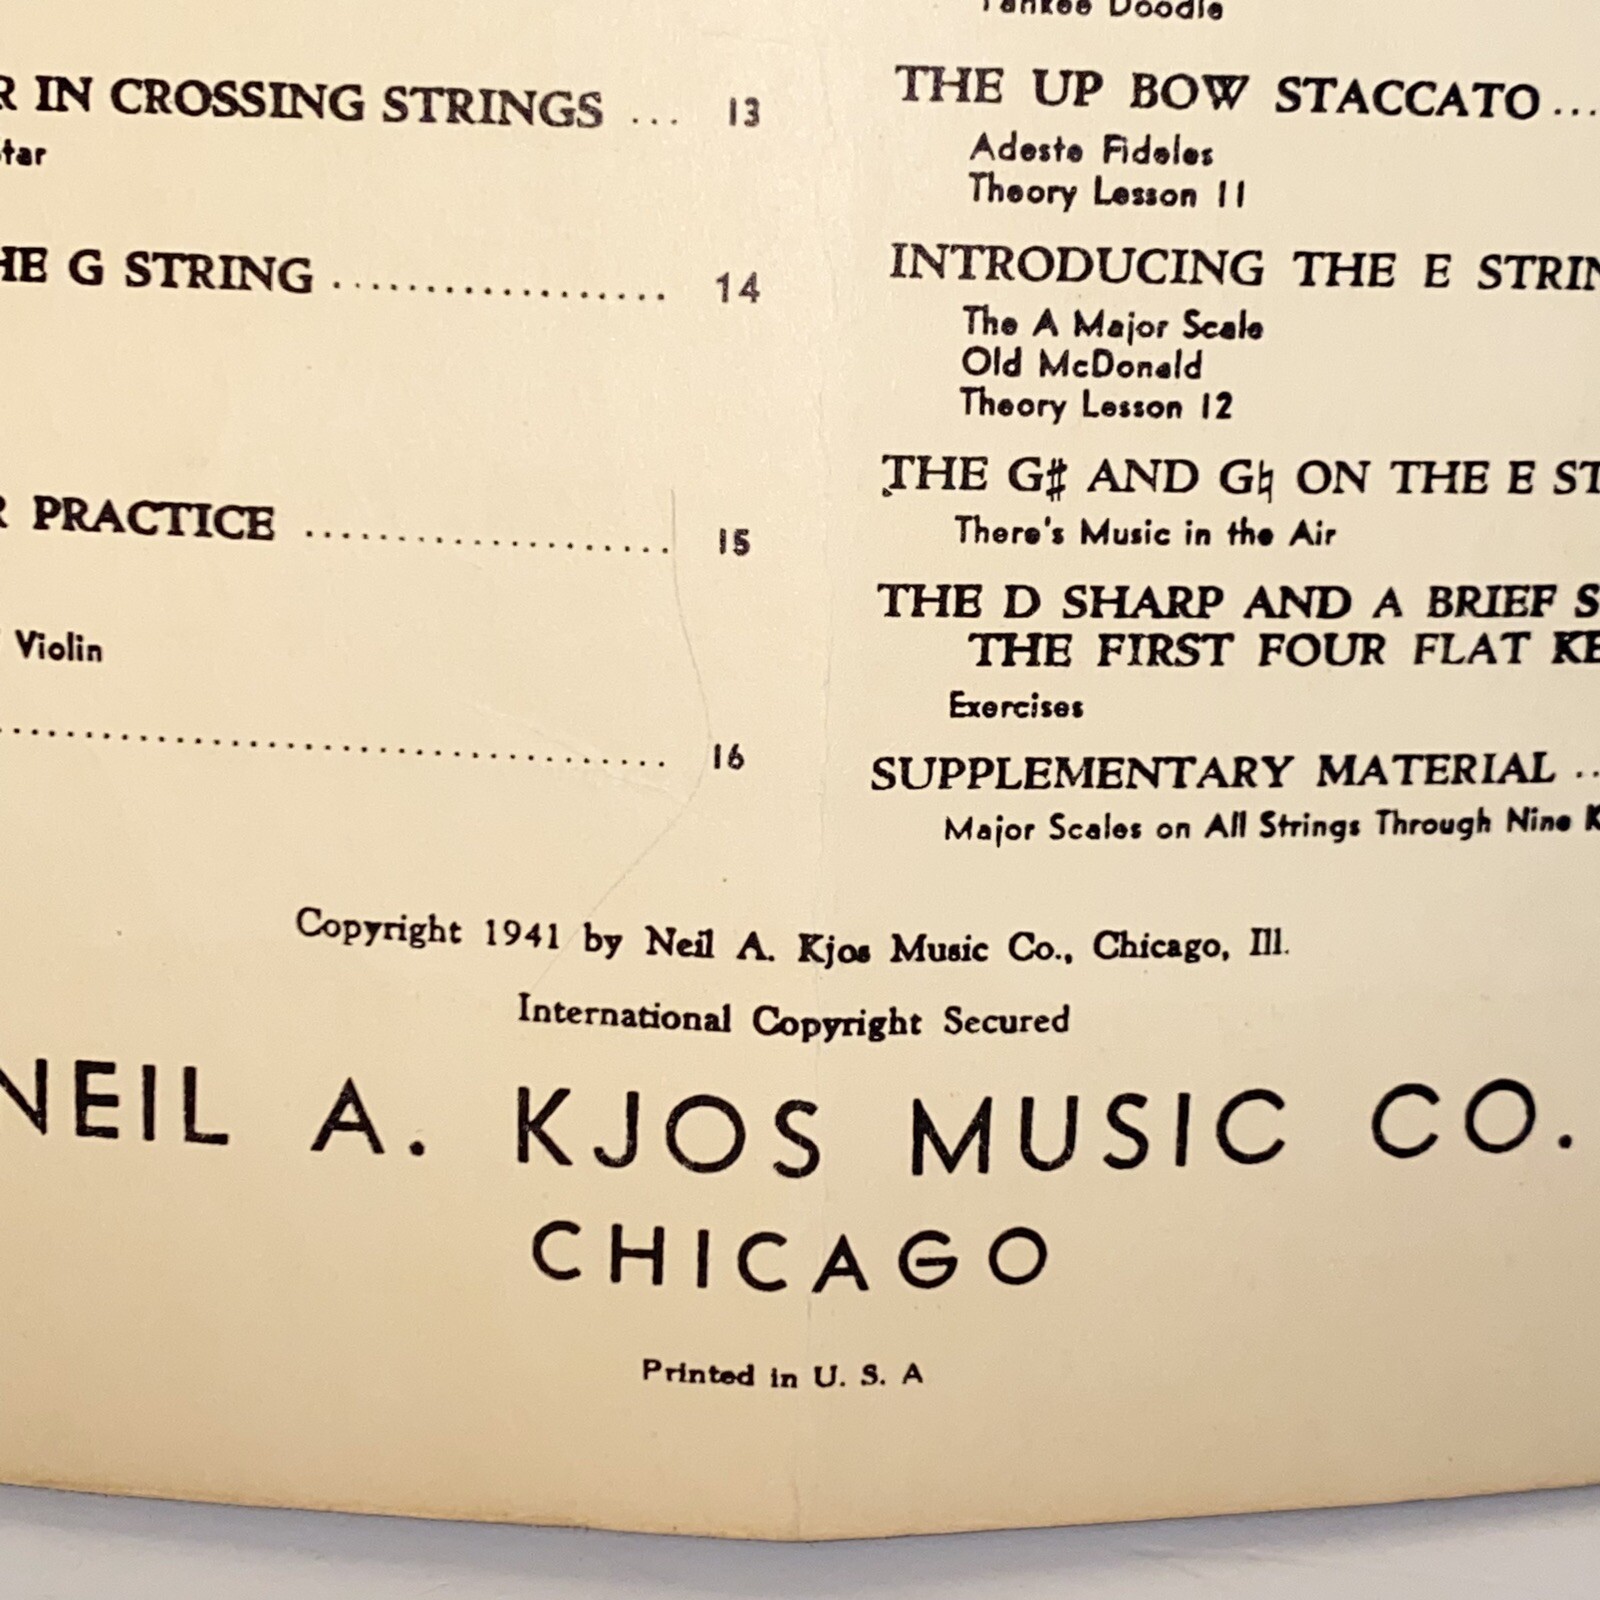 R IN CROSSING STRINGS ... 13
tar
HE G STRING .................. 14
R PRACTICE .................... 15
Violin
..................................... 16
Yankee Doodle
THE UP BOW STACCATO ...
Adeste Fideles
Theory Lesson 11
INTRODUCING THE E STRIN
The A Major Scale
Old McDonald
Theory Lesson 12
THE G♯ AND G♮ ON THE E ST
There's Music in the Air
THE D SHARP AND A BRIEF S
THE FIRST FOUR FLAT KE
Exercises
SUPPLEMENTARY MATERIAL ..
Major Scales on All Strings Through Nine K
Copyright 1941 by Neil A. Kjos Music Co., Chicago, Ill.
International Copyright Secured
NEIL A. KJOS MUSIC CO.
CHICAGO
Printed in U. S. A